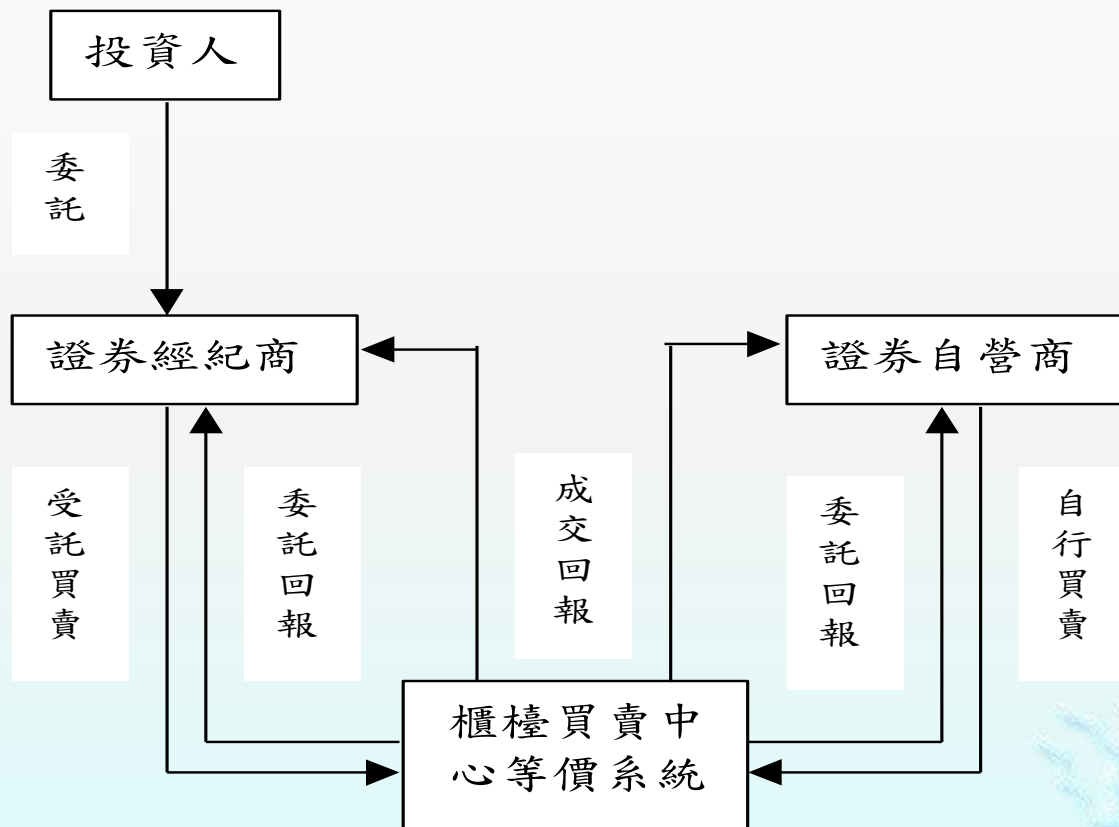 投資人
委託
證券經紀商
證券自營商
受託買賣
委託回報
成交回報
委託回報
自行買賣
櫃檯買賣中
心等價系統